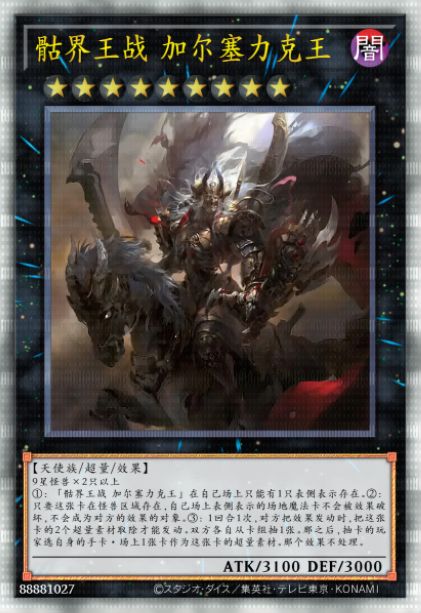 骷界王战 加尔塞力克王 闇
【天使族/超量/效果】
9星怪兽×2只以上
①：「骷界王战 加尔塞力克王」在自己场上只能有1只表侧表示存在。②：
只要这张卡在怪兽区域存在，自己场上表侧表示的场地魔法卡不会被效果破
坏，不会成为对方的效果的对象。③：1回合1次，对方把效果发动时，把这张
卡的2个超量素材取除才能发动。双方各自从卡组抽1张。那之后，抽卡的玩
家选自身的手卡·场上1张卡作为这张卡的超量素材。那个效果不处理。
ATK/3100 DEF/3000
88881027
©スタジオ·ダイス/集英社·テレビ東京·KONAMI